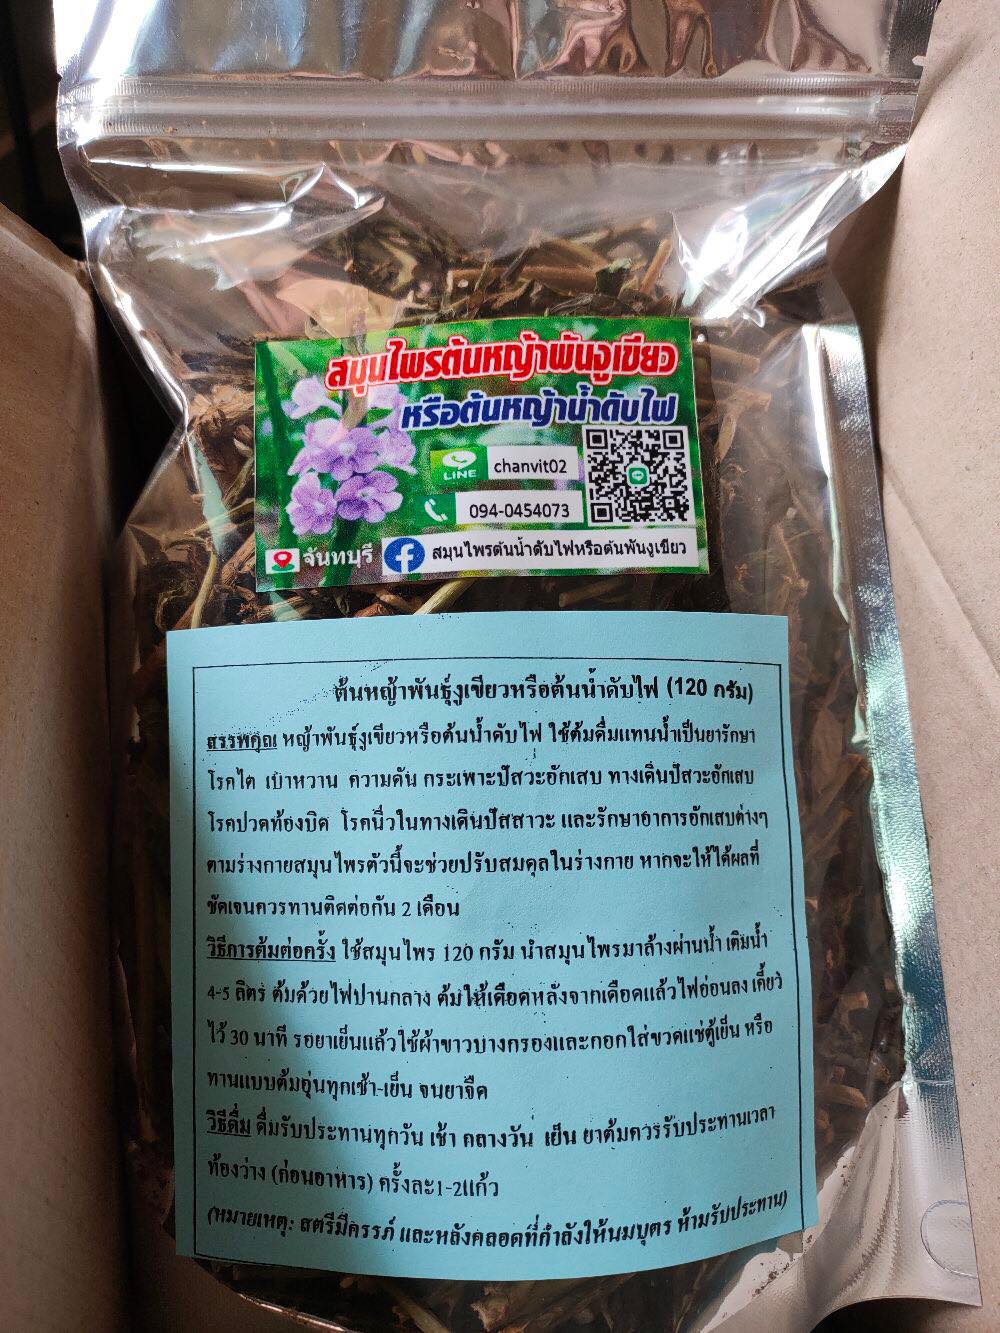 สมุนไพรต้นหญ้าพันงูเขียว
หรือต้นหญ้าน้ำดับไฟ
LINE
chanvit02
094-0454073
จันทบุรี
สมุนไพรต้นน้ำดับไฟหรือต้นพันงูเขียว
ต้นหญ้าพันธุ์งูเขียวหรือต้นน้ำดับไฟ (120 กรัม)
สรรพคุณ หญ้าพันธุ์งูเขียวหรือต้นน้ำดับไฟ ใช้ต้มดื่มแทนน้ำเป็นยารักษา
โรคไต เบาหวาน ความดัน กระเพาะปัสวะอักเสบ ทางเดินปัสวะอักเสบ
โรคปวดท้องบิด โรคนิ่วในทางเดินปัสสาวะ และรักษาอาการอักเสบต่างๆ
ตามร่างกายสมุนไพรตัวนี้จะช่วยปรับสมดุลในร่างกาย หากจะให้ได้ผลที่
ชัดเจนควรทานติดต่อกัน 2 เดือน
วิธีการต้มต่อครั้ง ใช้สมุนไพร 120 กรัม นำสมุนไพรมาล้างผ่านน้ำ เติมน้ำ
4-5 ลิตร ต้มด้วยไฟปานกลาง ต้มให้เดือดหลังจากเดือดแล้วไฟอ่อนลง เคี้ยว
ไว้ 30 นาที รอยาเย็นแล้วใช้ผ้าขาวบางกรองและกอกใส่ขวดแช่ตู้เย็น หรือ
ทานแบบต้มอุ่นทุกเช้า-เย็น จนยาจืด
วิธีดื่ม ดื่มรับประทานทุกวัน เช้า กลางวัน เย็น ยาต้มควรรับประทานเวลา
ท้องว่าง (ก่อนอาหาร) ครั้งละ1-2แก้ว
(หมายเหตุ: สตรีมีครรภ์ และหลังคลอดที่กำลังให้นมบุตร ห้ามรับประทาน)